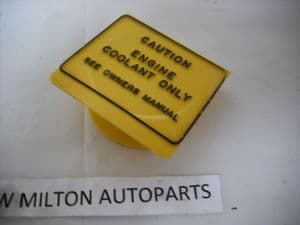 CAUTION
ENGINE
COOLANT ONLY
SEE OWNERS MANUAL
W MILTON AUTOPARTS